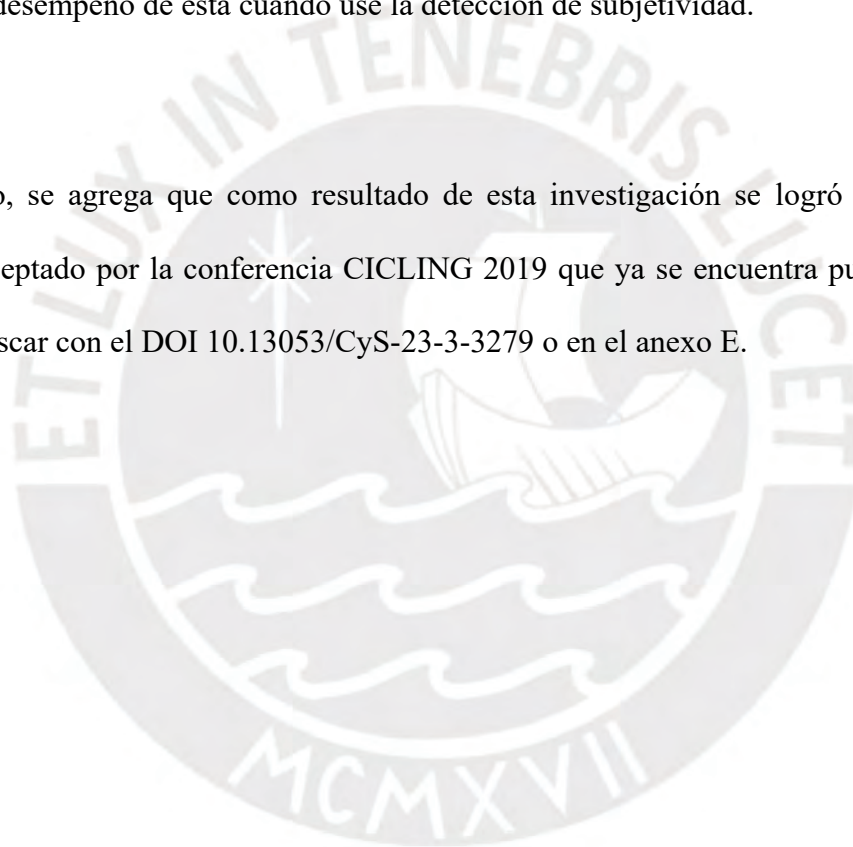 desempeño de esta cuando use la detección de subjetividad.
ET LUX IN TENEBRIS LUCET
o, se agrega que como resultado de esta investigación se logró
eptado por la conferencia CICLING 2019 que ya se encuentra pu
scar con el DOI 10.13053/CyS-23-3-3279 o en el anexo E.
MCMXVII